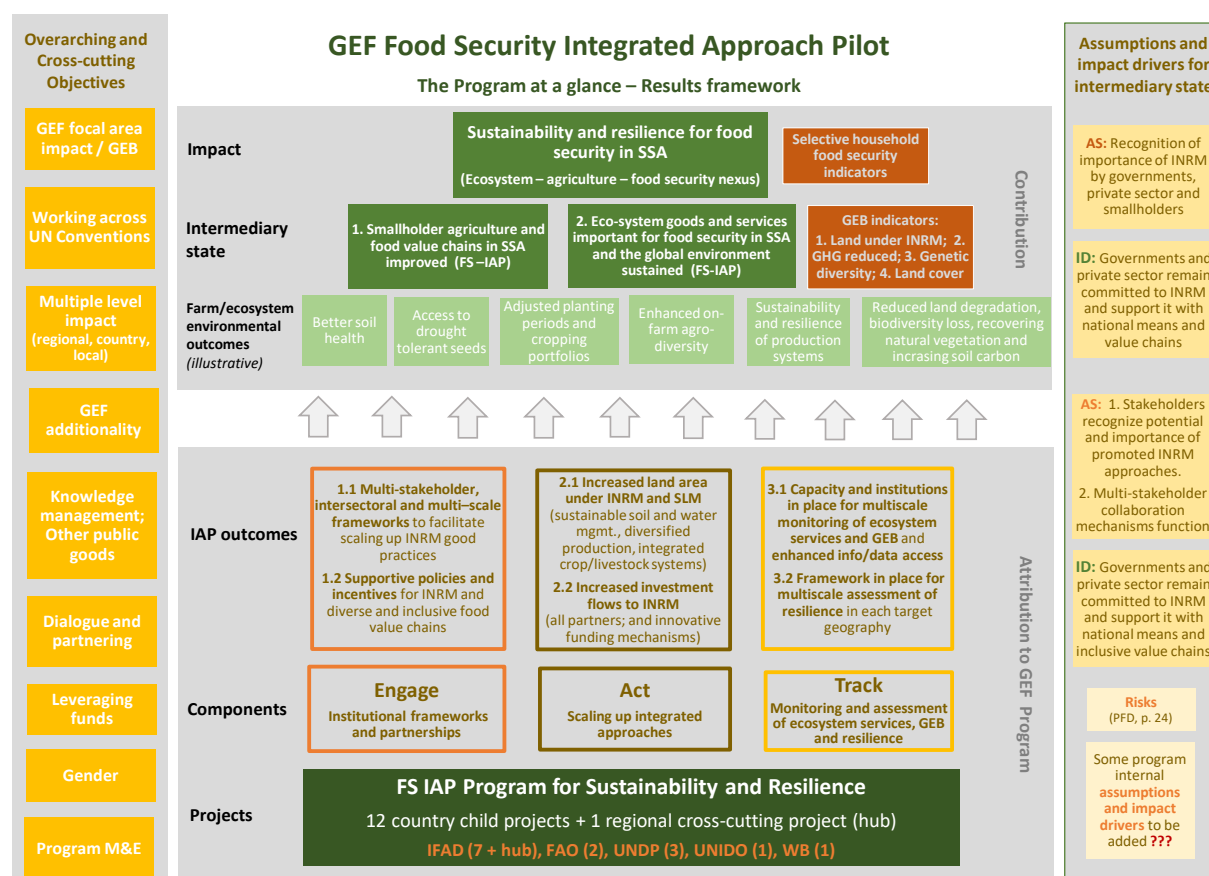 Overarching and
Cross-cutting
Objectives
GEF focal area
impact / GEB
Working across
UN Conventions
Multiple level
impact
(regional, country,
local)
GEF
additionality
Knowledge
management;
Other public
goods
Dialogue and
partnering
Leveraging
funds
Gender
Program M&E
GEF Food Security Integrated Approach Pilot
The Program at a glance – Results framework
Impact
Sustainability and resilience for food
security in SSA
(Ecosystem – agriculture – food security nexus)
Selective household
food security
indicators
Intermediary
state
1. Smallholder agriculture and
food value chains in SSA
improved (FS –IAP)
2. Eco-system goods and services
important for food security in SSA
and the global environment
sustained (FS-IAP)
GEB indicators:
1. Land under INRM; 2.
GHG reduced; 3. Genetic
diversity; 4. Land cover
Contribution
Farm/ecosystem
environmental
outcomes
(illustrative)
Better soil
health
Access to
drought
tolerant seeds
Adjusted planting
periods and
cropping
portfolios
Enhanced on-
farm agro-
diversity
Sustainability
and resilience
of production
systems
Reduced land degradation,
biodiversity loss, recovering
natural vegetation and
incrasing soil carbon
IAP outcomes
1.1 Multi-stakeholder,
intersectoral and multi–scale
frameworks to facilitate
scaling up INRM good
practices
1.2 Supportive policies and
incentives for INRM and
diverse and inclusive food
value chains
2.1 Increased land area
under INRM and SLM
(sustainable soil and water
mgmt., diversified
production, integrated
crop/livestock systems)
2.2 Increased investment
flows to INRM
(all partners; and innovative
funding mechanisms)
3.1 Capacity and institutions
in place for multiscale
monitoring of ecosystem
services and GEB and
enhanced info/data access
3.2 Framework in place for
multiscale assessment of
resilience in each target
geography
Attribution to GEF Program
Components
Engage
Institutional frameworks
and partnerships
Act
Scaling up integrated
approaches
Track
Monitoring and assessment
of ecosystem services, GEB
and resilience
Projects
FS IAP Program for Sustainability and Resilience
12 country child projects + 1 regional cross-cutting project (hub)
IFAD (7 + hub), FAO (2), UNDP (3), UNIDO (1), WB (1)
Assumptions and
impact drivers for
intermediary state
AS: Recognition of
importance of INRM
by governments,
private sector and
smallholders
ID: Governments and
private sector remain
committed to INRM
and support it with
national means and
value chains
AS: 1. Stakeholders
recognize potential
and importance of
promoted INRM
approaches.
2. Multi-stakeholder
collaboration
mechanisms function
ID: Governments and
private sector remain
committed to INRM
and support it with
national means and
inclusive value chains
Risks
(PFD, p. 24)
Some program
internal
assumptions
and impact
drivers to be
added ???